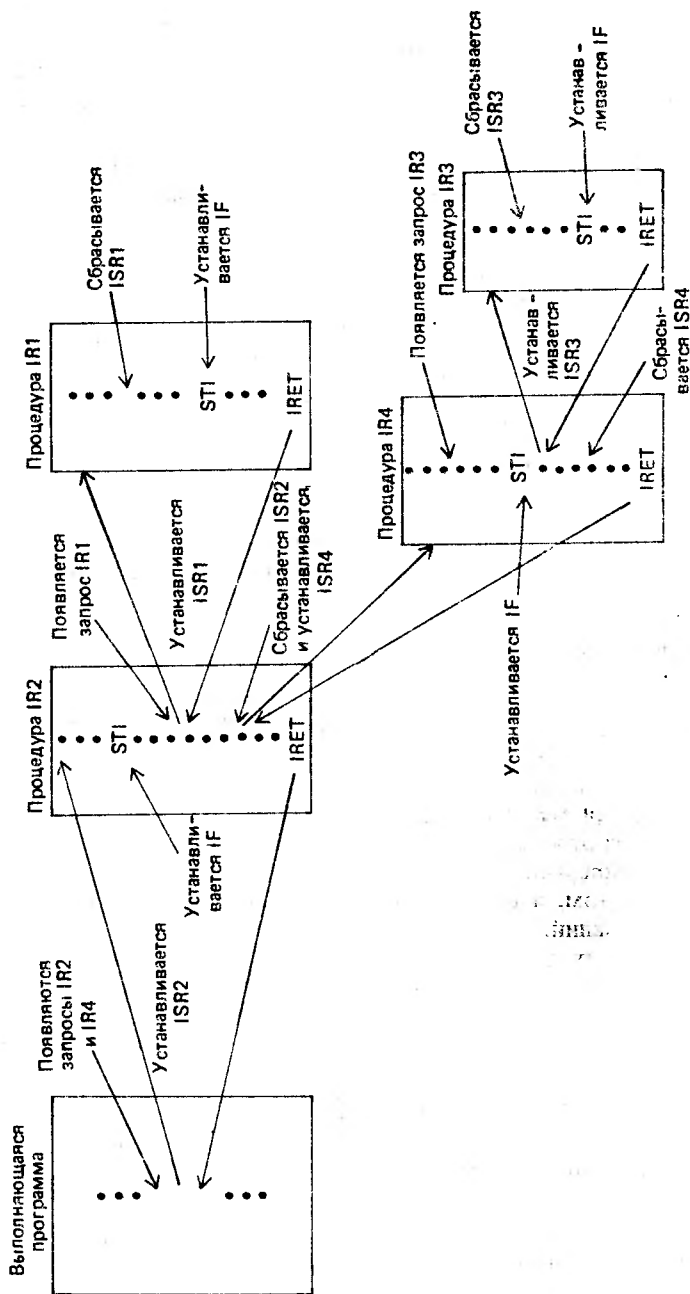 Выполняющаяся
программа
Появляются
запросы IR2
и IR4
Устанавливается
ISR2
Процедура IR2
STI
IRET
Устанавли-
вается IF
Появляется
запрос IR1
Устанавливается
ISR1
Сбрасывается ISR2
и устанавливается
ISR4
Процедура IR1
STI
IRET
Сбрасывается
ISR1
Устанавли-
вается IF
Процедура IR4
STI
IRET
Устанавливается IF
Появляется запрос IR3
Устанав-
ливается
ISR3
Сбрасы-
вается ISR4
Процедура IR3
STI
IRET
Сбрасывается
ISR3
Устанав-
ливается IF